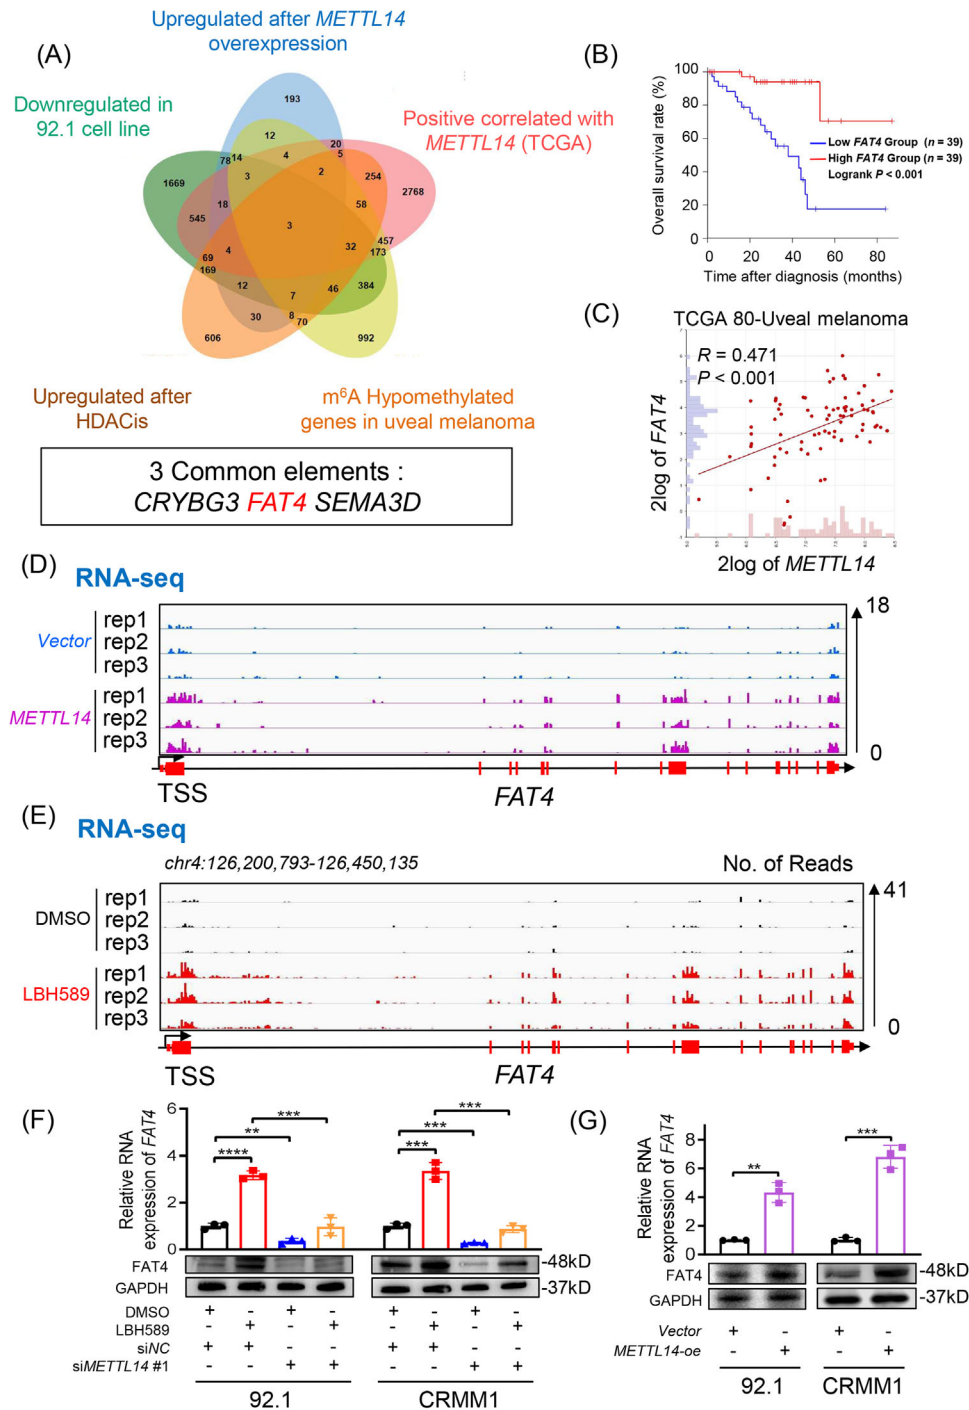 (A)
Upregulated after METTL14
overexpression
Downregulated in
92.1 cell line
Positive correlated with
METTL14 (TCGA)
193
12
20
78
14
4
5
3
2
254
2768
1669
18
58
545
3
457
4
32
173
69
169
12
7
46
384
30
8
70
606
992
Upregulated after
HDACis
m⁶A Hypomethylated
genes in uveal melanoma
3 Common elements :
CRYBG3 FAT4 SEMA3D
(B)
Overall survival rate (%)
100
80
60
40
20
0
Low FAT4 Group (n = 39)
High FAT4 Group (n = 39)
Logrank P < 0.001
0 20 40 60 80
Time after diagnosis (months)
(C)
TCGA 80-Uveal melanoma
R = 0.471
P < 0.001
2log of FAT4
2log of METTL14
(D)
RNA-seq
Vector
rep1
rep2
rep3
METTL14
rep1
rep2
rep3
18
0
TSS
FAT4
(E)
RNA-seq
chr4:126,200,793-126,450,135
No. of Reads
DMSO
rep1
rep2
rep3
LBH589
rep1
rep2
rep3
41
0
TSS
FAT4
(F)
Relative RNA
expression of FAT4
6
4
2
0
****
**
***
***
***
***
FAT4
GAPDH
-48kD
-37kD
DMSO + - + - + - + -
LBH589 - + - + - + - +
siNC + + - - + + - -
siMETTL14 #1 - - + + - - + +
92.1
CRMM1
(G)
Relative RNA
expression of FAT4
8
6
4
2
0
**
***
FAT4
GAPDH
-48kD
-37kD
Vector + - + -
METTL14-oe - + - +
92.1
CRMM1